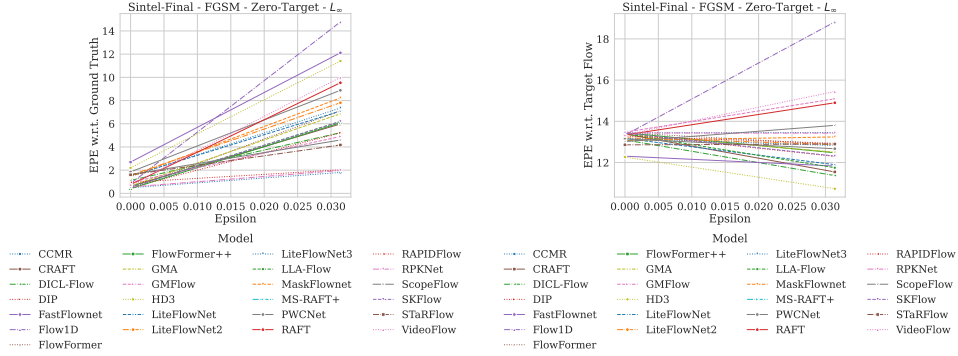 Sintel-Final - FGSM - Zero-Target - L∞
EPE w.r.t. Ground Truth
14
12
10
8
6
4
2
0
0.000 0.005 0.010 0.015 0.020 0.025 0.030
Epsilon
Model
CCMR FlowFormer++ LiteFlowNet3 RAPIDFlow
CRAFT GMA LLA-Flow RPKNet
DICL-Flow GMFlow MaskFlownet ScopeFlow
DIP HD3 MS-RAFT+ SKFlow
FastFlownet LiteFlowNet PWCNet STaRFlow
Flow1D LiteFlowNet2 RAFT VideoFlow
FlowFormer
Sintel-Final - FGSM - Zero-Target - L∞
EPE w.r.t. Target Flow
18
16
14
12
0.000 0.005 0.010 0.015 0.020 0.025 0.030
Epsilon
Model
CCMR FlowFormer++ LiteFlowNet3 RAPIDFlow
CRAFT GMA LLA-Flow RPKNet
DICL-Flow GMFlow MaskFlownet ScopeFlow
DIP HD3 MS-RAFT+ SKFlow
FastFlownet LiteFlowNet PWCNet STaRFlow
Flow1D LiteFlowNet2 RAFT VideoFlow
FlowFormer